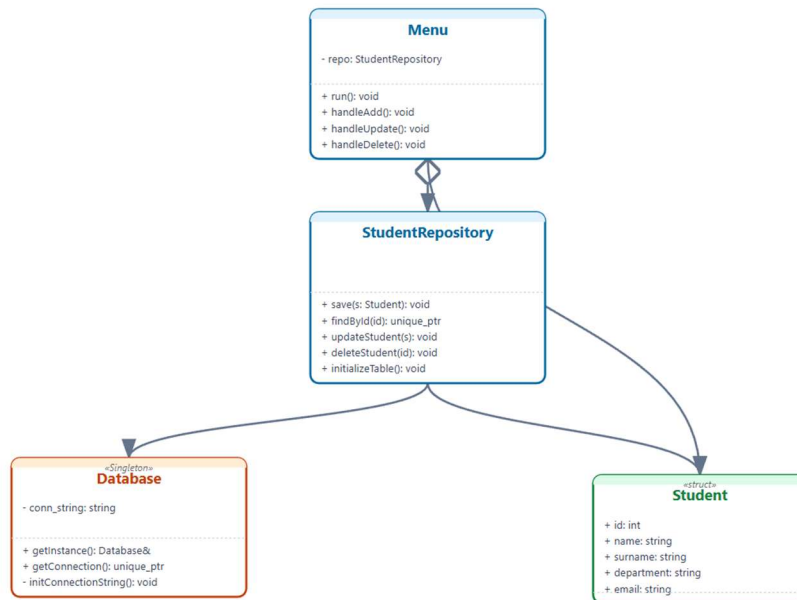 Menu
- repo: StudentRepository
+ run(): void
+ handleAdd(): void
+ handleUpdate(): void
+ handleDelete(): void
StudentRepository
+ save(s: Student): void
+ findById(id): unique_ptr
+ updateStudent(s): void
+ deleteStudent(id): void
+ initializeTable(): void
«Singleton»
Database
- conn_string: string
+ getInstance(): Database&
+ getConnection(): unique_ptr
- initConnectionString(): void
«struct»
Student
+ id: int
+ name: string
+ surname: string
+ department: string
+ email: string